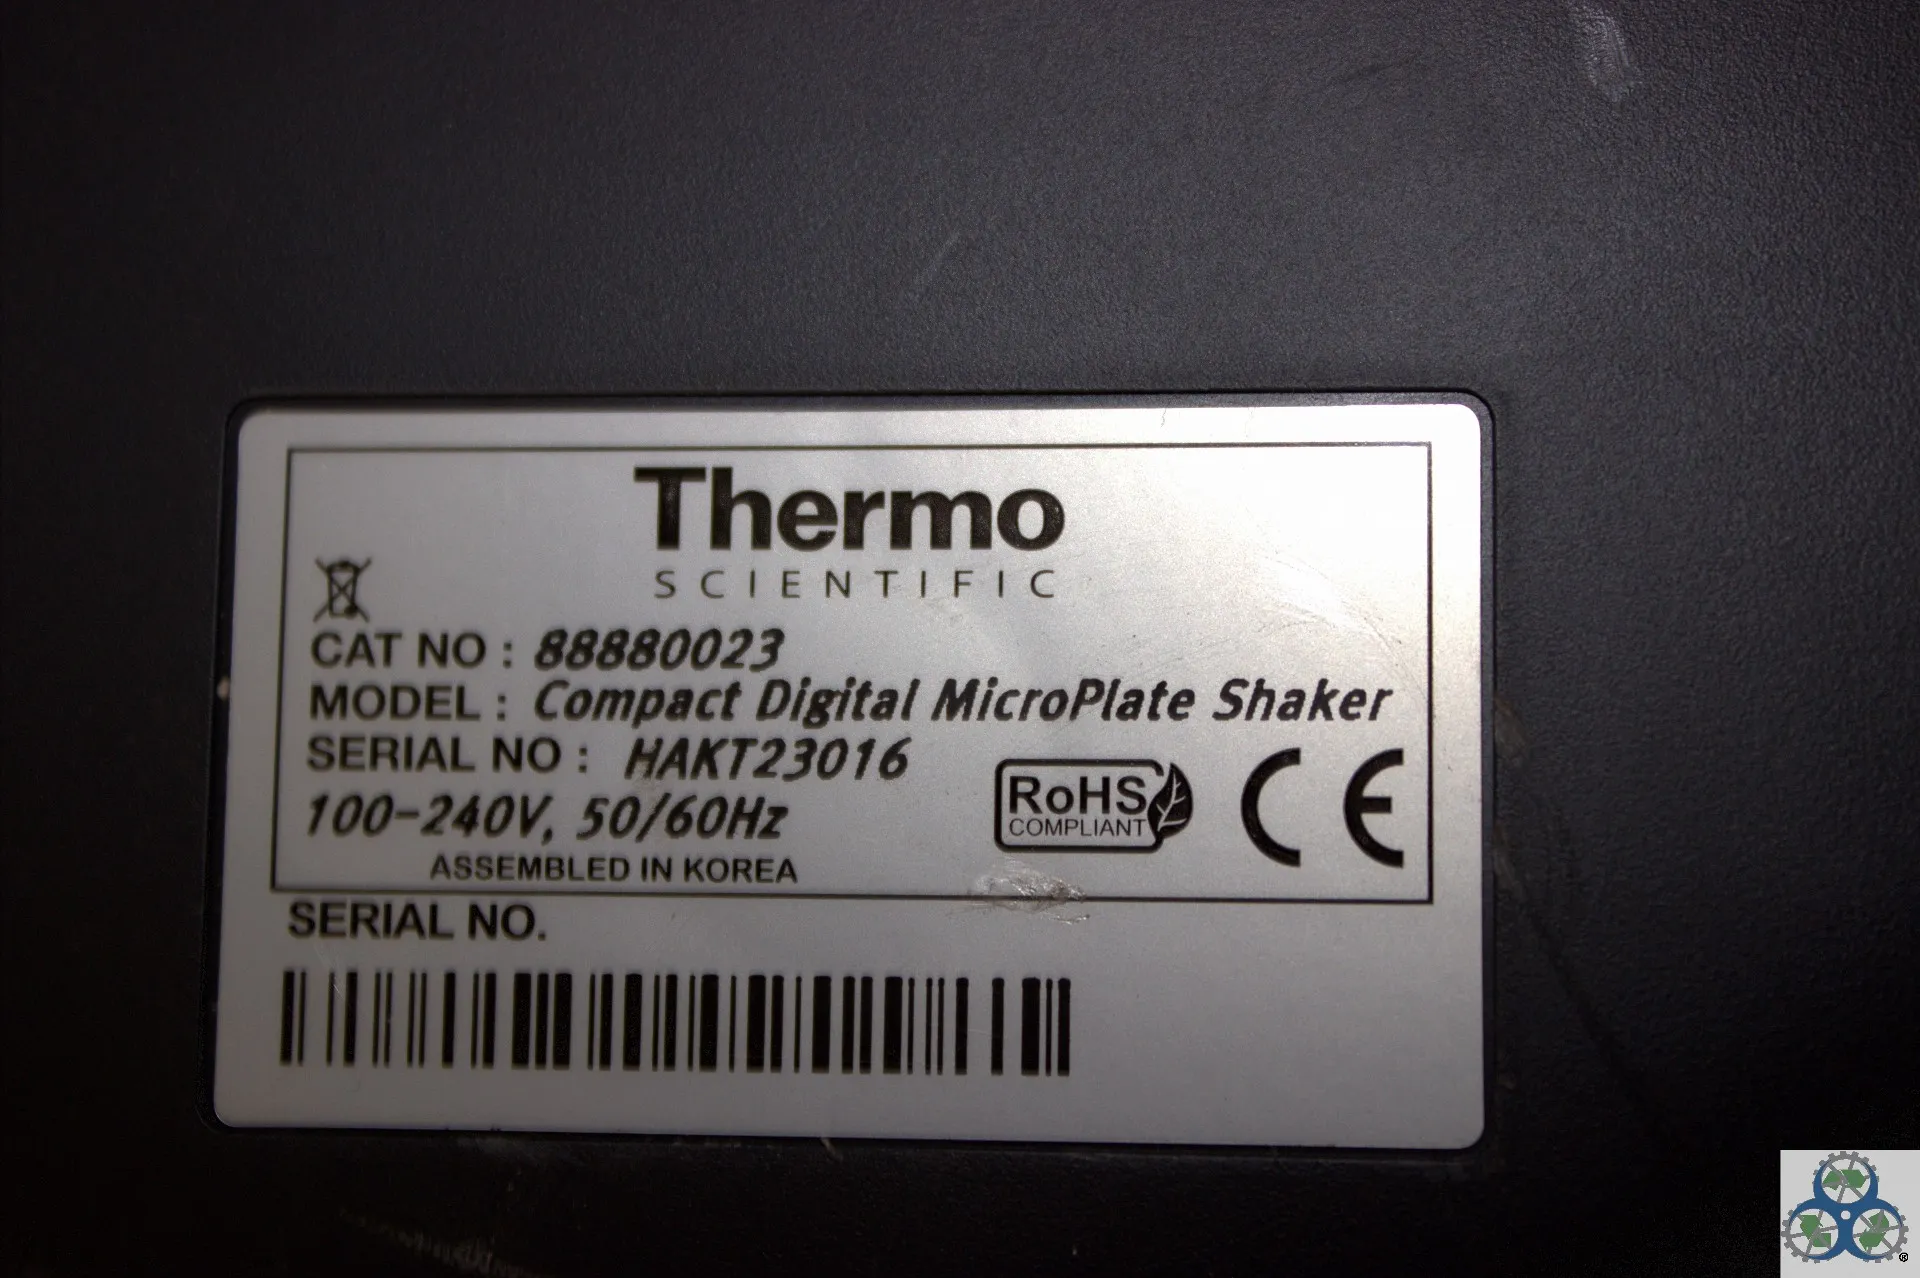 Thermo
SCIENTIFIC
CAT NO : 88880023
MODEL : Compact Digital MicroPlate Shaker
SERIAL NO : HAKT23016
100-240V, 50/60Hz
ASSEMBLED IN KOREA
RoHS
COMPLIANT
CE
SERIAL NO.
®